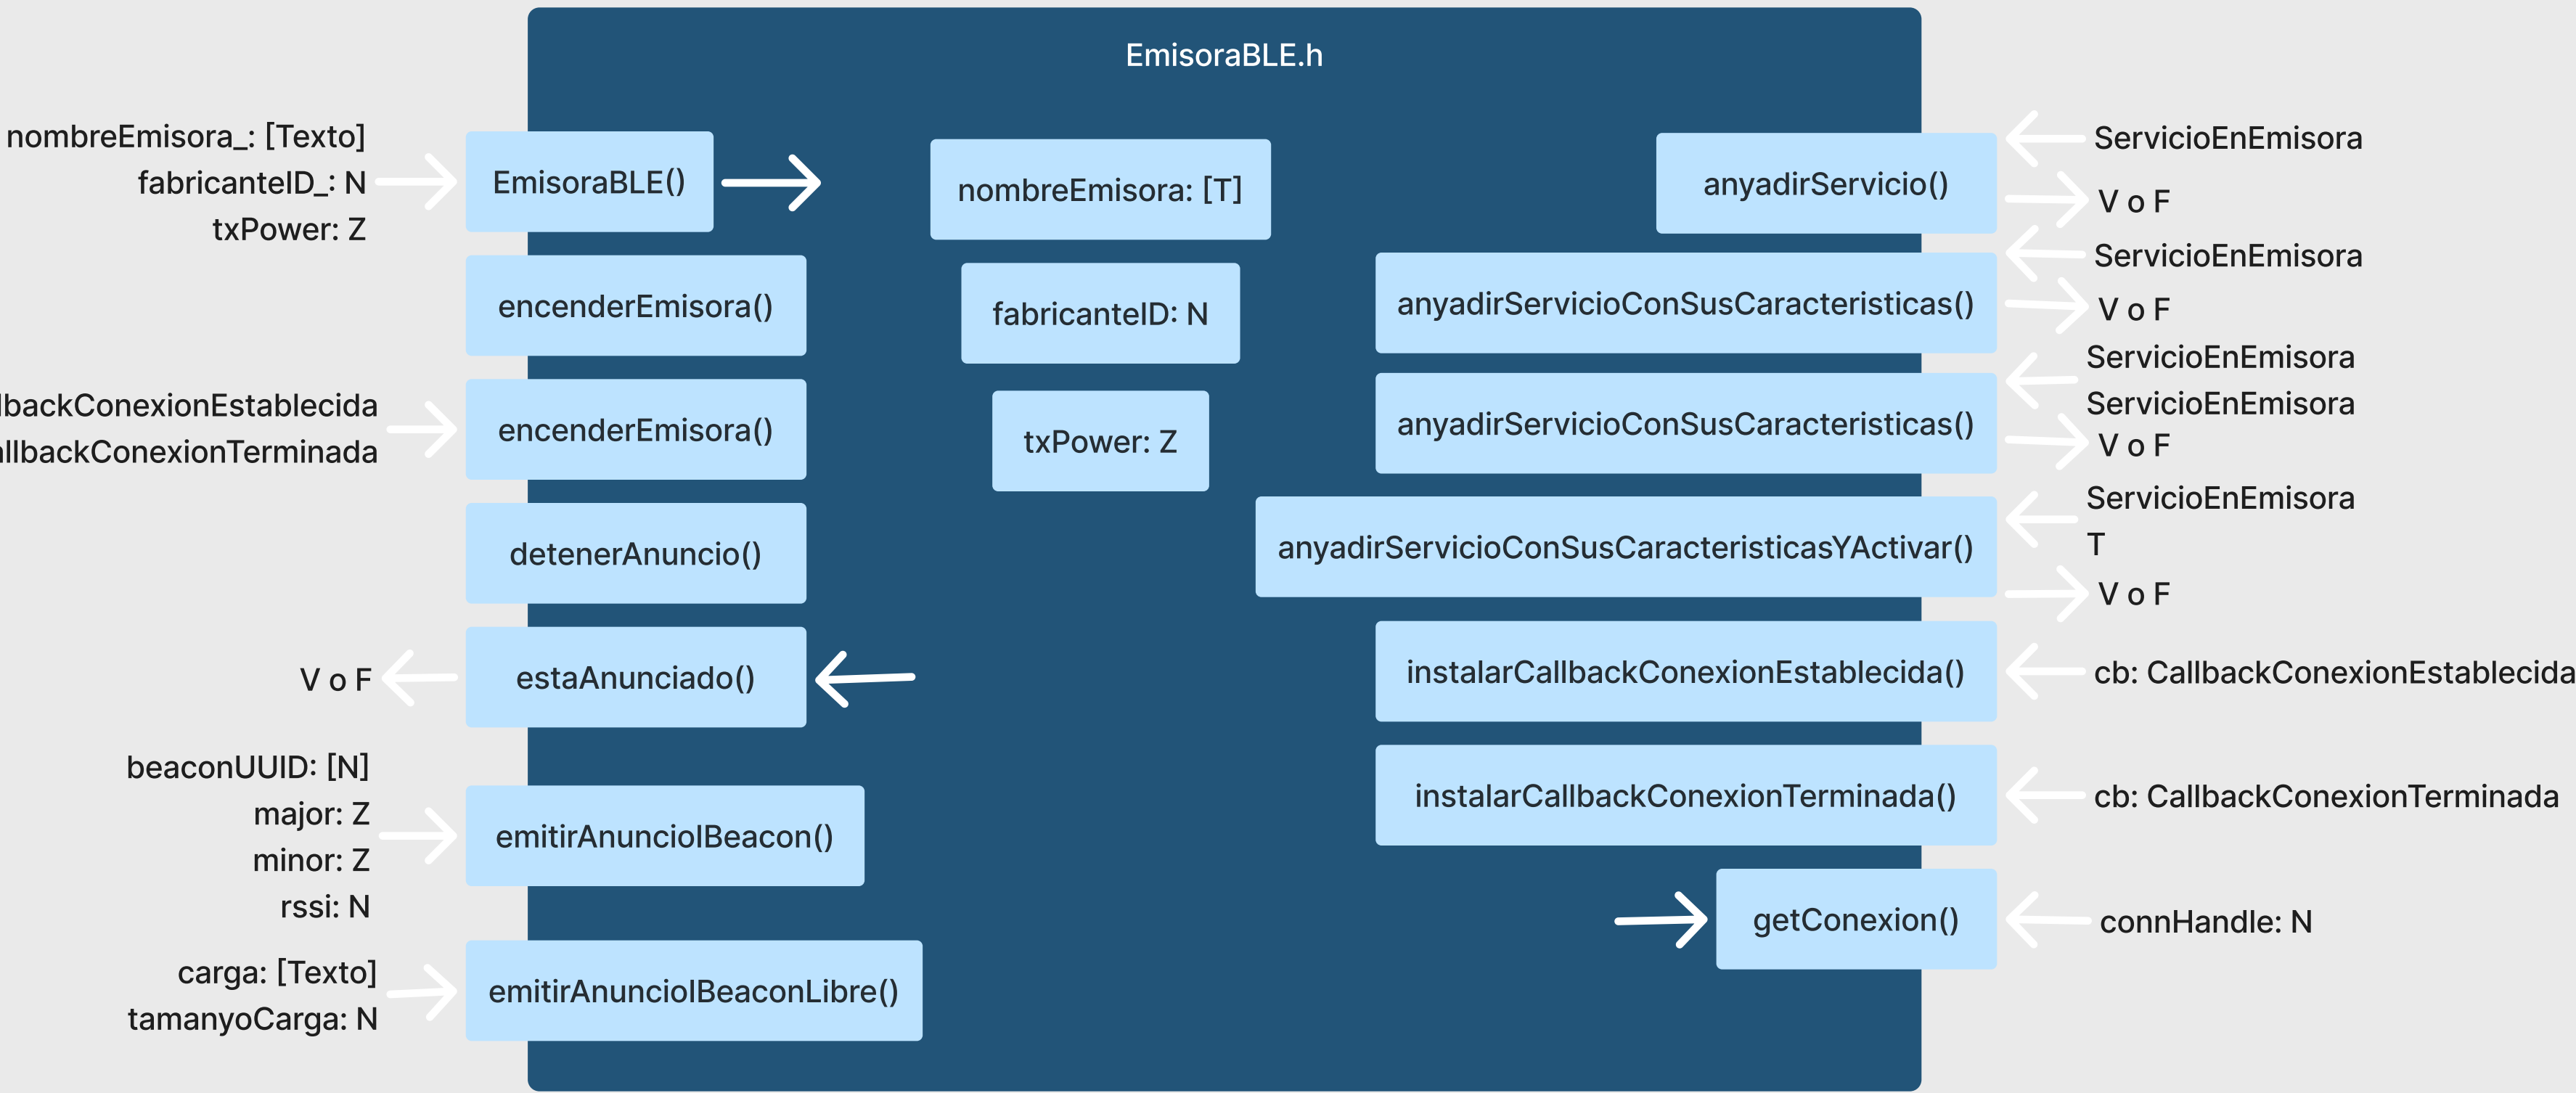 EmisoraBLE.h
nombreEmisora_: [Texto]
fabricanteID_: N
txPower: Z
EmisoraBLE()
encenderEmisora()
lbackConexionEstablecida
allbackConexionTerminada
encenderEmisora()
detenerAnuncio()
V o F
estaAnunciado()
beaconUUID: [N]
major: Z
minor: Z
rssi: N
emitirAnuncioIBeacon()
carga: [Texto]
tamanyoCarga: N
emitirAnuncioIBeaconLibre()
nombreEmisora: [T]
fabricanteID: N
txPower: Z
anyadirServicio()
ServicioEnEmisora
V o F
anyadirServicioConSusCaracteristicas()
ServicioEnEmisora
V o F
anyadirServicioConSusCaracteristicas()
ServicioEnEmisora
ServicioEnEmisora
V o F
anyadirServicioConSusCaracteristicasYActivar()
ServicioEnEmisora
T
V o F
instalarCallbackConexionEstablecida()
cb: CallbackConexionEstablecida
instalarCallbackConexionTerminada()
cb: CallbackConexionTerminada
getConexion()
connHandle: N